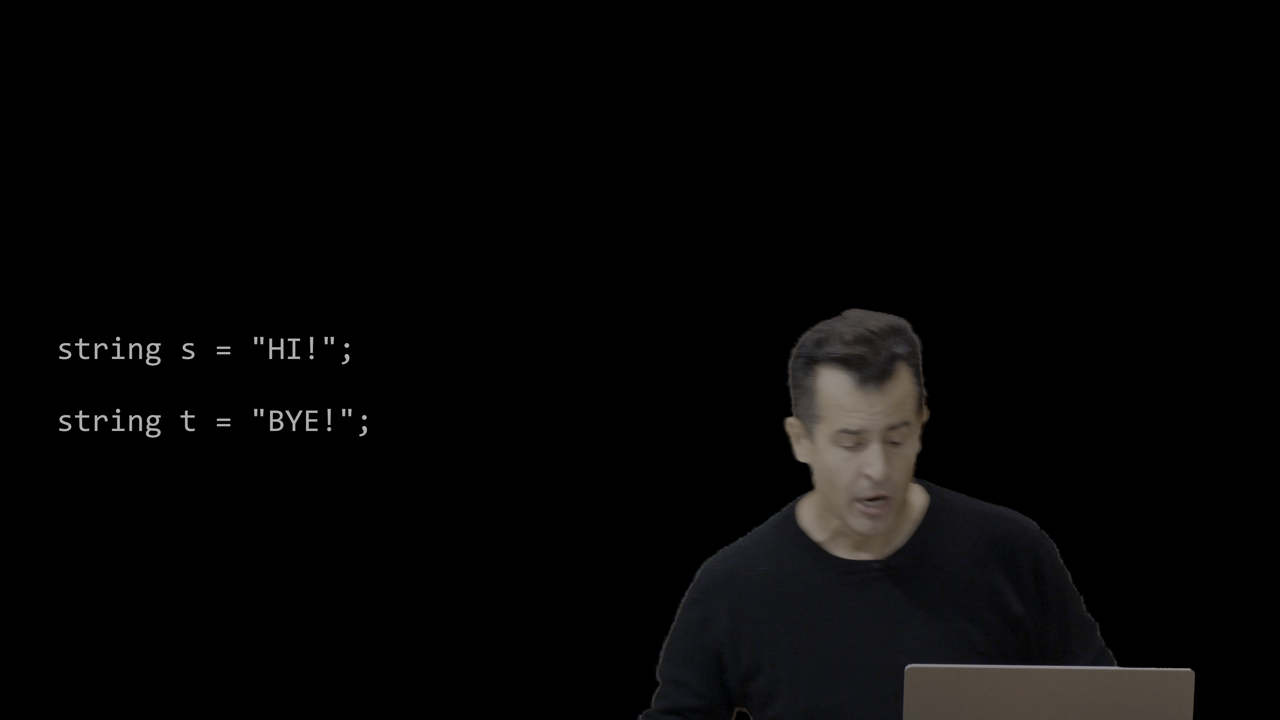 string s = "HI!";
string t = "BYE!";